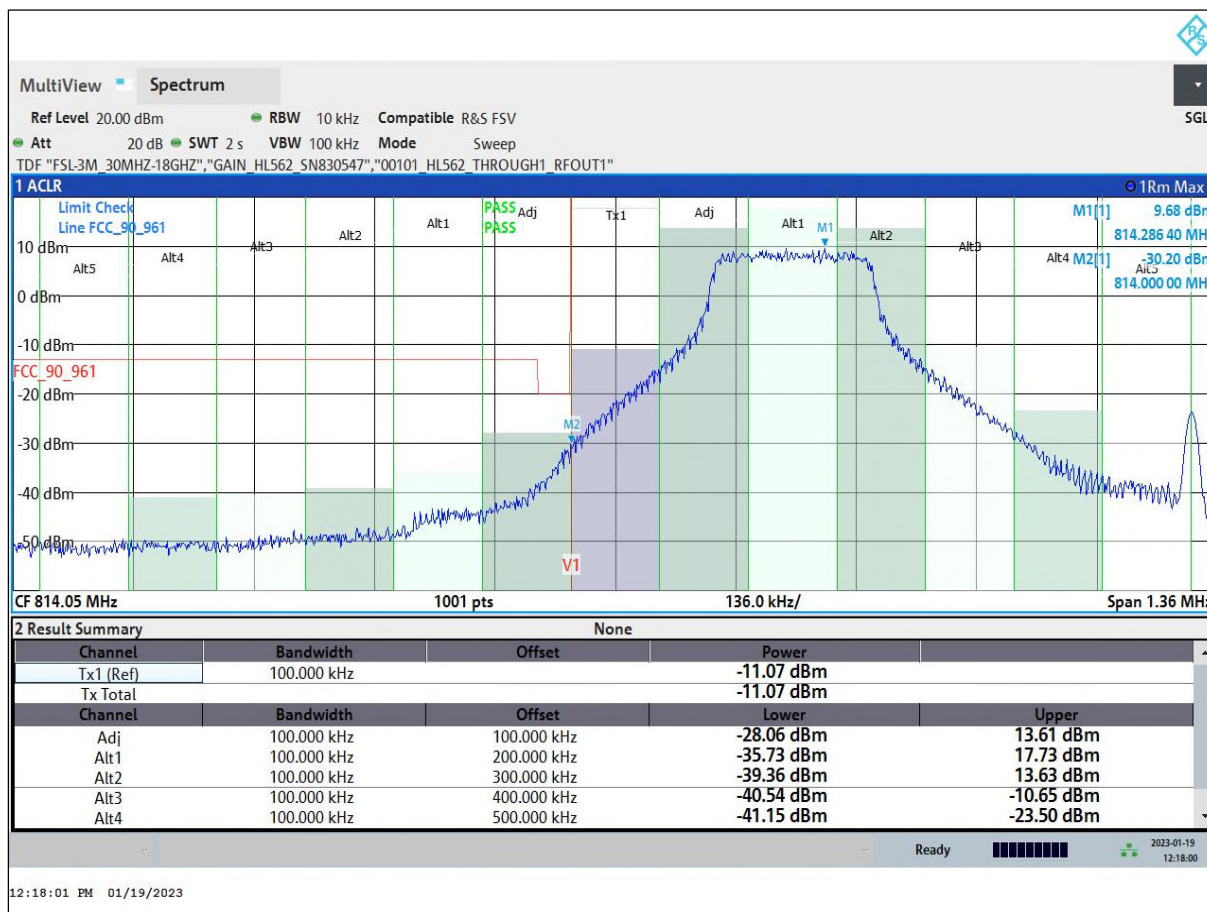 R S
MultiView Spectrum
Ref Level 20.00 dBm RBW 10 kHz Compatible R&S FSV SGL
Att 20 dB SWT 2 s VBW 100 kHz Mode Sweep
TDF "FSL-3M_30MHZ-18GHZ","GAIN_HL562_SN830547","00101_HL562_THROUGH1_RFOUT1"
1 ACLR 1Rm Max
Limit Check PASS
Line FCC_90_961 PASS
M1[1] 9.68 dBm
814.286 40 MH
M2[1] -30.20 dBm
814.000 00 MH
Alt5 Alt4 Alt3 Alt2 Alt1 Adj Tx1 Adj Alt1 Alt2 Alt3 Alt4 Alt5
M1
10 dBm
0 dBm
-10 dBm
FCC_90_961
-20 dBm
M2
-30 dBm
-40 dBm
-50 dBm
V1
CF 814.05 MHz 1001 pts 136.0 kHz/ Span 1.36 MHz
2 Result Summary None
Channel Bandwidth Offset Power
Tx1 (Ref) 100.000 kHz -11.07 dBm
Tx Total -11.07 dBm
Channel Bandwidth Offset Lower Upper
Adj 100.000 kHz 100.000 kHz -28.06 dBm 13.61 dBm
Alt1 100.000 kHz 200.000 kHz -35.73 dBm 17.73 dBm
Alt2 100.000 kHz 300.000 kHz -39.36 dBm 13.63 dBm
Alt3 100.000 kHz 400.000 kHz -40.54 dBm -10.65 dBm
Alt4 100.000 kHz 500.000 kHz -41.15 dBm -23.50 dBm
Ready 2023-01-19
12:18:00
12:18:01 PM 01/19/2023